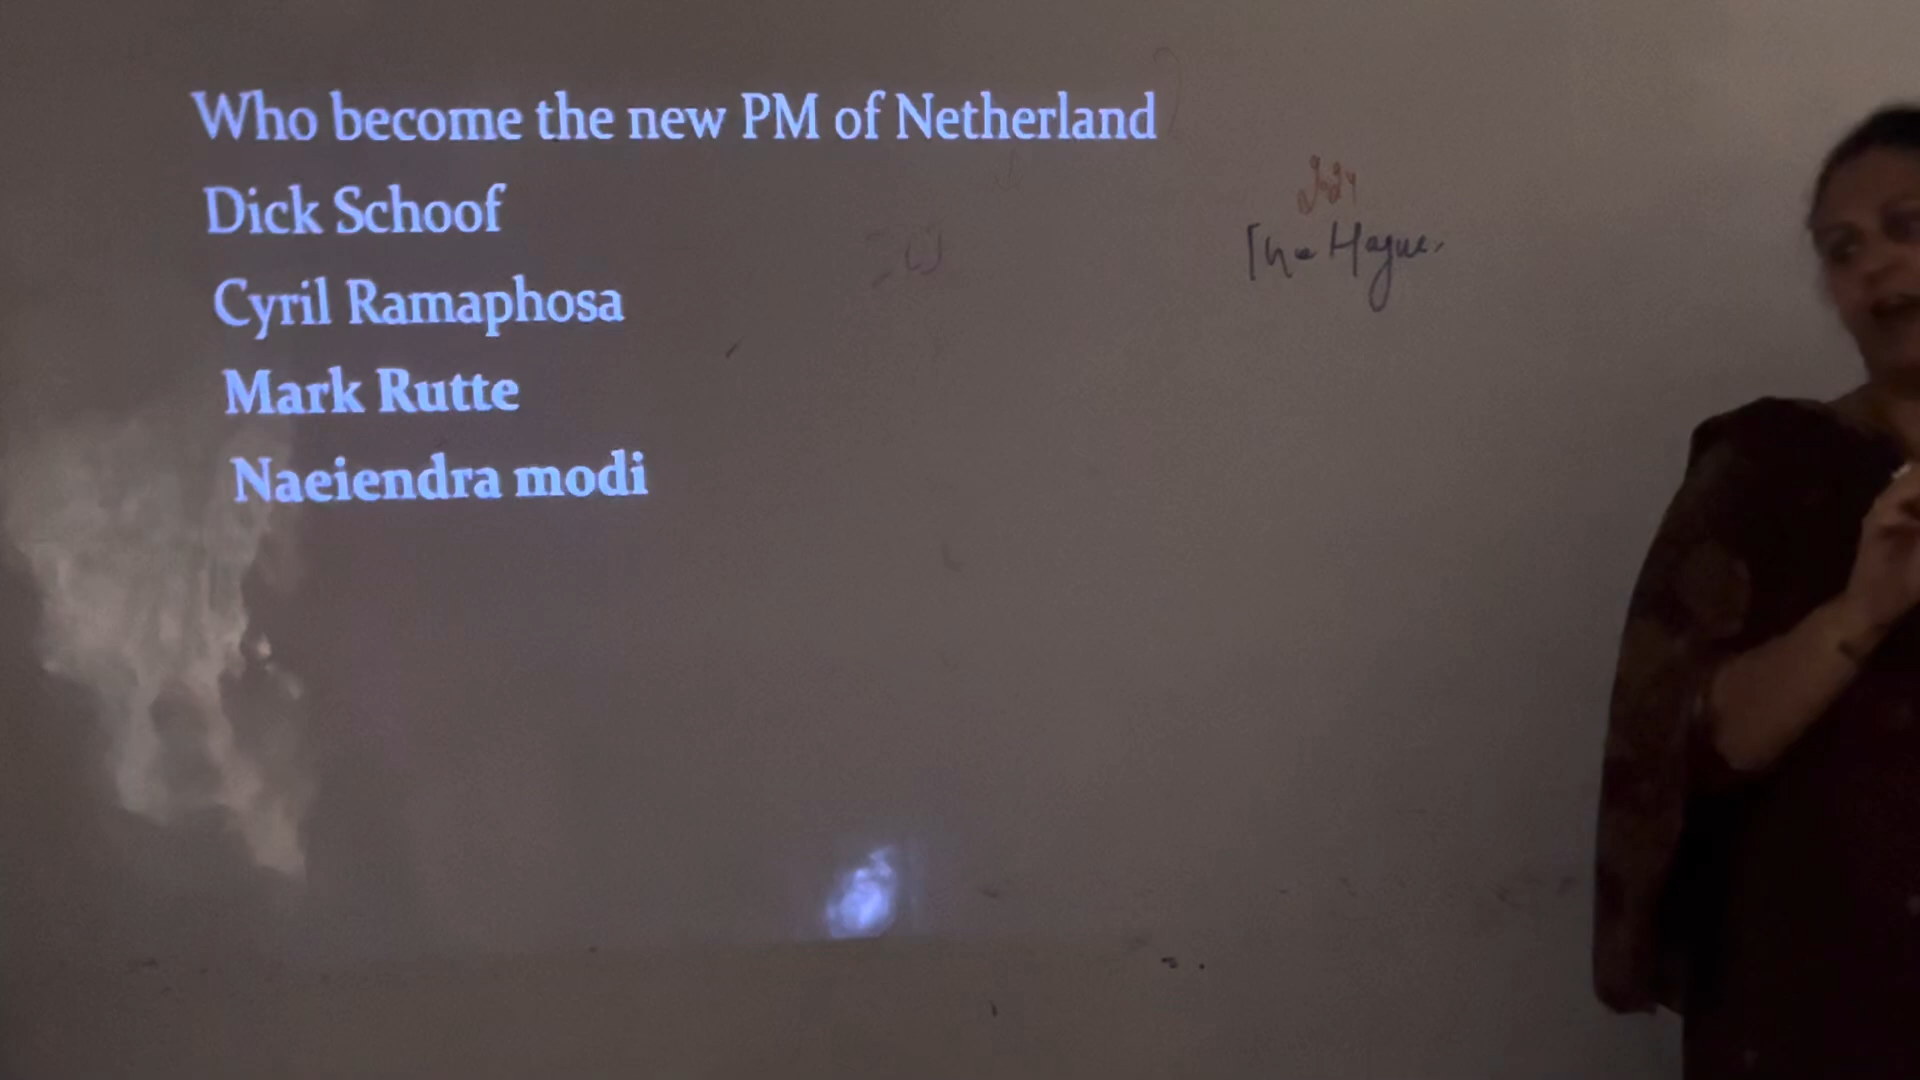 Who become the new PM of Netherland
Dick Schoof
Cyril Ramaphosa
Mark Rutte
Naeiendra modi
The Hague.